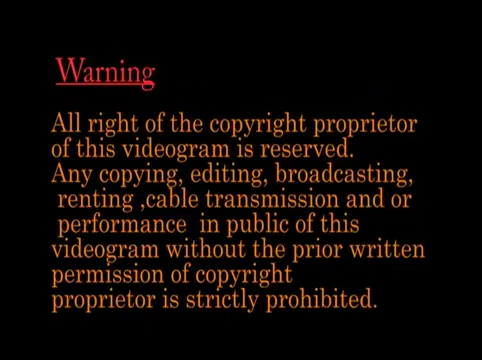 Warning
All right of the copyright proprietor
of this videogram is reserved.
Any copying, editing, broadcasting,
renting ,cable transmission and or
performance in public of this
videogram without the prior written
permission of copyright
proprietor is strictly prohibited.